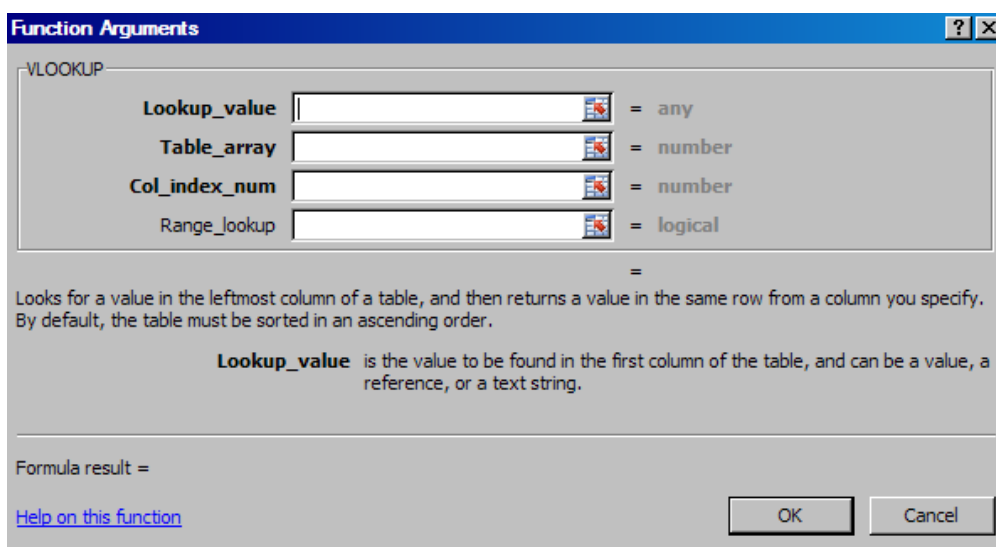 Function Arguments
VLOOKUP
Lookup_value = any
Table_array = number
Col_index_num = number
Range_lookup = logical
=
Looks for a value in the leftmost column of a table, and then returns a value in the same row from a column you specify.
By default, the table must be sorted in an ascending order.
Lookup_value is the value to be found in the first column of the table, and can be a value, a
reference, or a text string.
Formula result =
Help on this function
OK Cancel